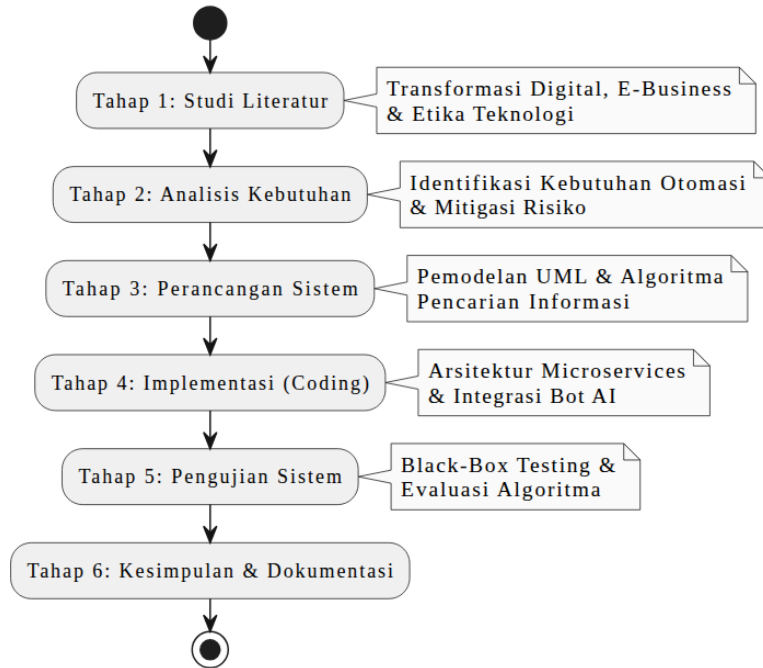 Tahap 1: Studi Literatur
Transformasi Digital, E-Business
& Etika Teknologi
Tahap 2: Analisis Kebutuhan
Identifikasi Kebutuhan Otomasi
& Mitigasi Risiko
Tahap 3: Perancangan Sistem
Pemodelan UML & Algoritma
Pencarian Informasi
Tahap 4: Implementasi (Coding)
Arsitektur Microservices
& Integrasi Bot AI
Tahap 5: Pengujian Sistem
Black-Box Testing &
Evaluasi Algoritma
Tahap 6: Kesimpulan & Dokumentasi